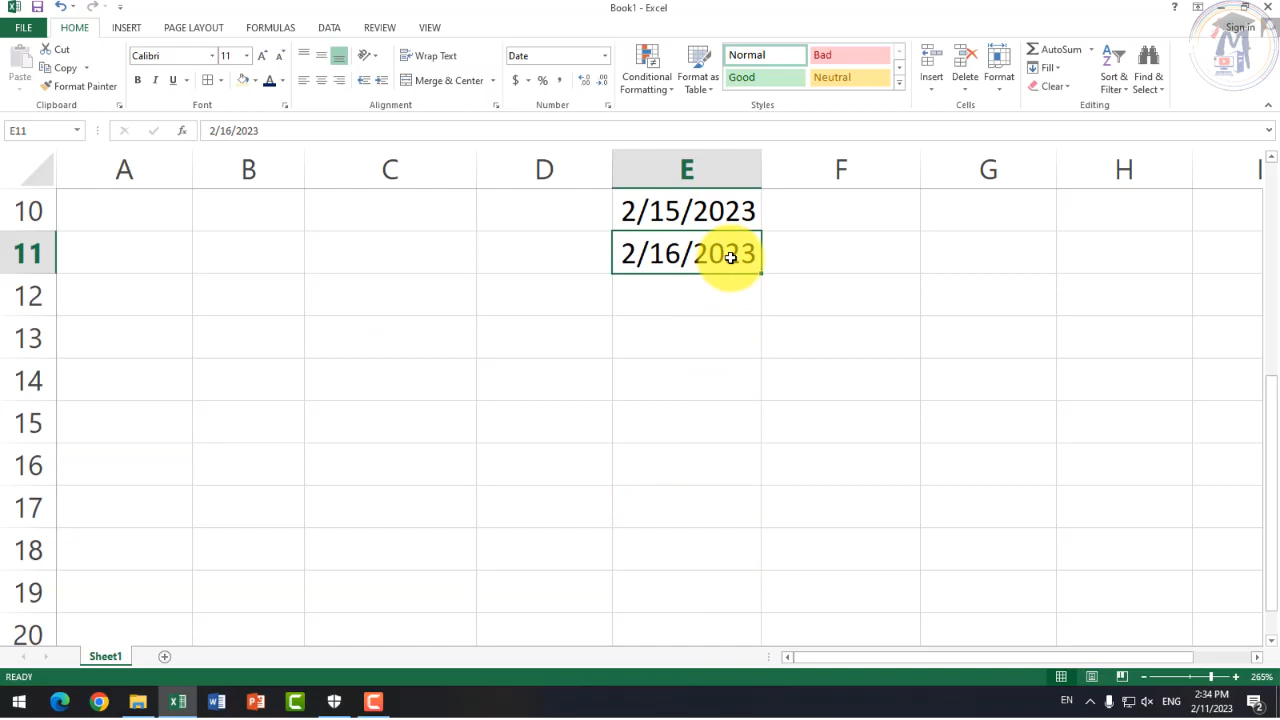 Book1 - Excel
Sign in
FILE HOME INSERT PAGE LAYOUT FORMULAS DATA REVIEW VIEW
Paste
Cut
Copy
Format Painter
Clipboard
Calibri 11
B I U
Font
Wrap Text
Merge & Center
Alignment
Date
$ % ,
Number
Conditional
Formatting
Format as
Table
Normal Bad
Good Neutral
Styles
Insert Delete Format
Cells
AutoSum
Fill
Clear
Sort &
Filter
Find &
Select
Editing
E11 fx 2/16/2023
A B C D E F G H I
10 2/15/2023
11 2/16/2023
12
13
14
15
16
17
18
19
20
Sheet1
READY 265%
EN ENG 2:34 PM
2/11/2023 2